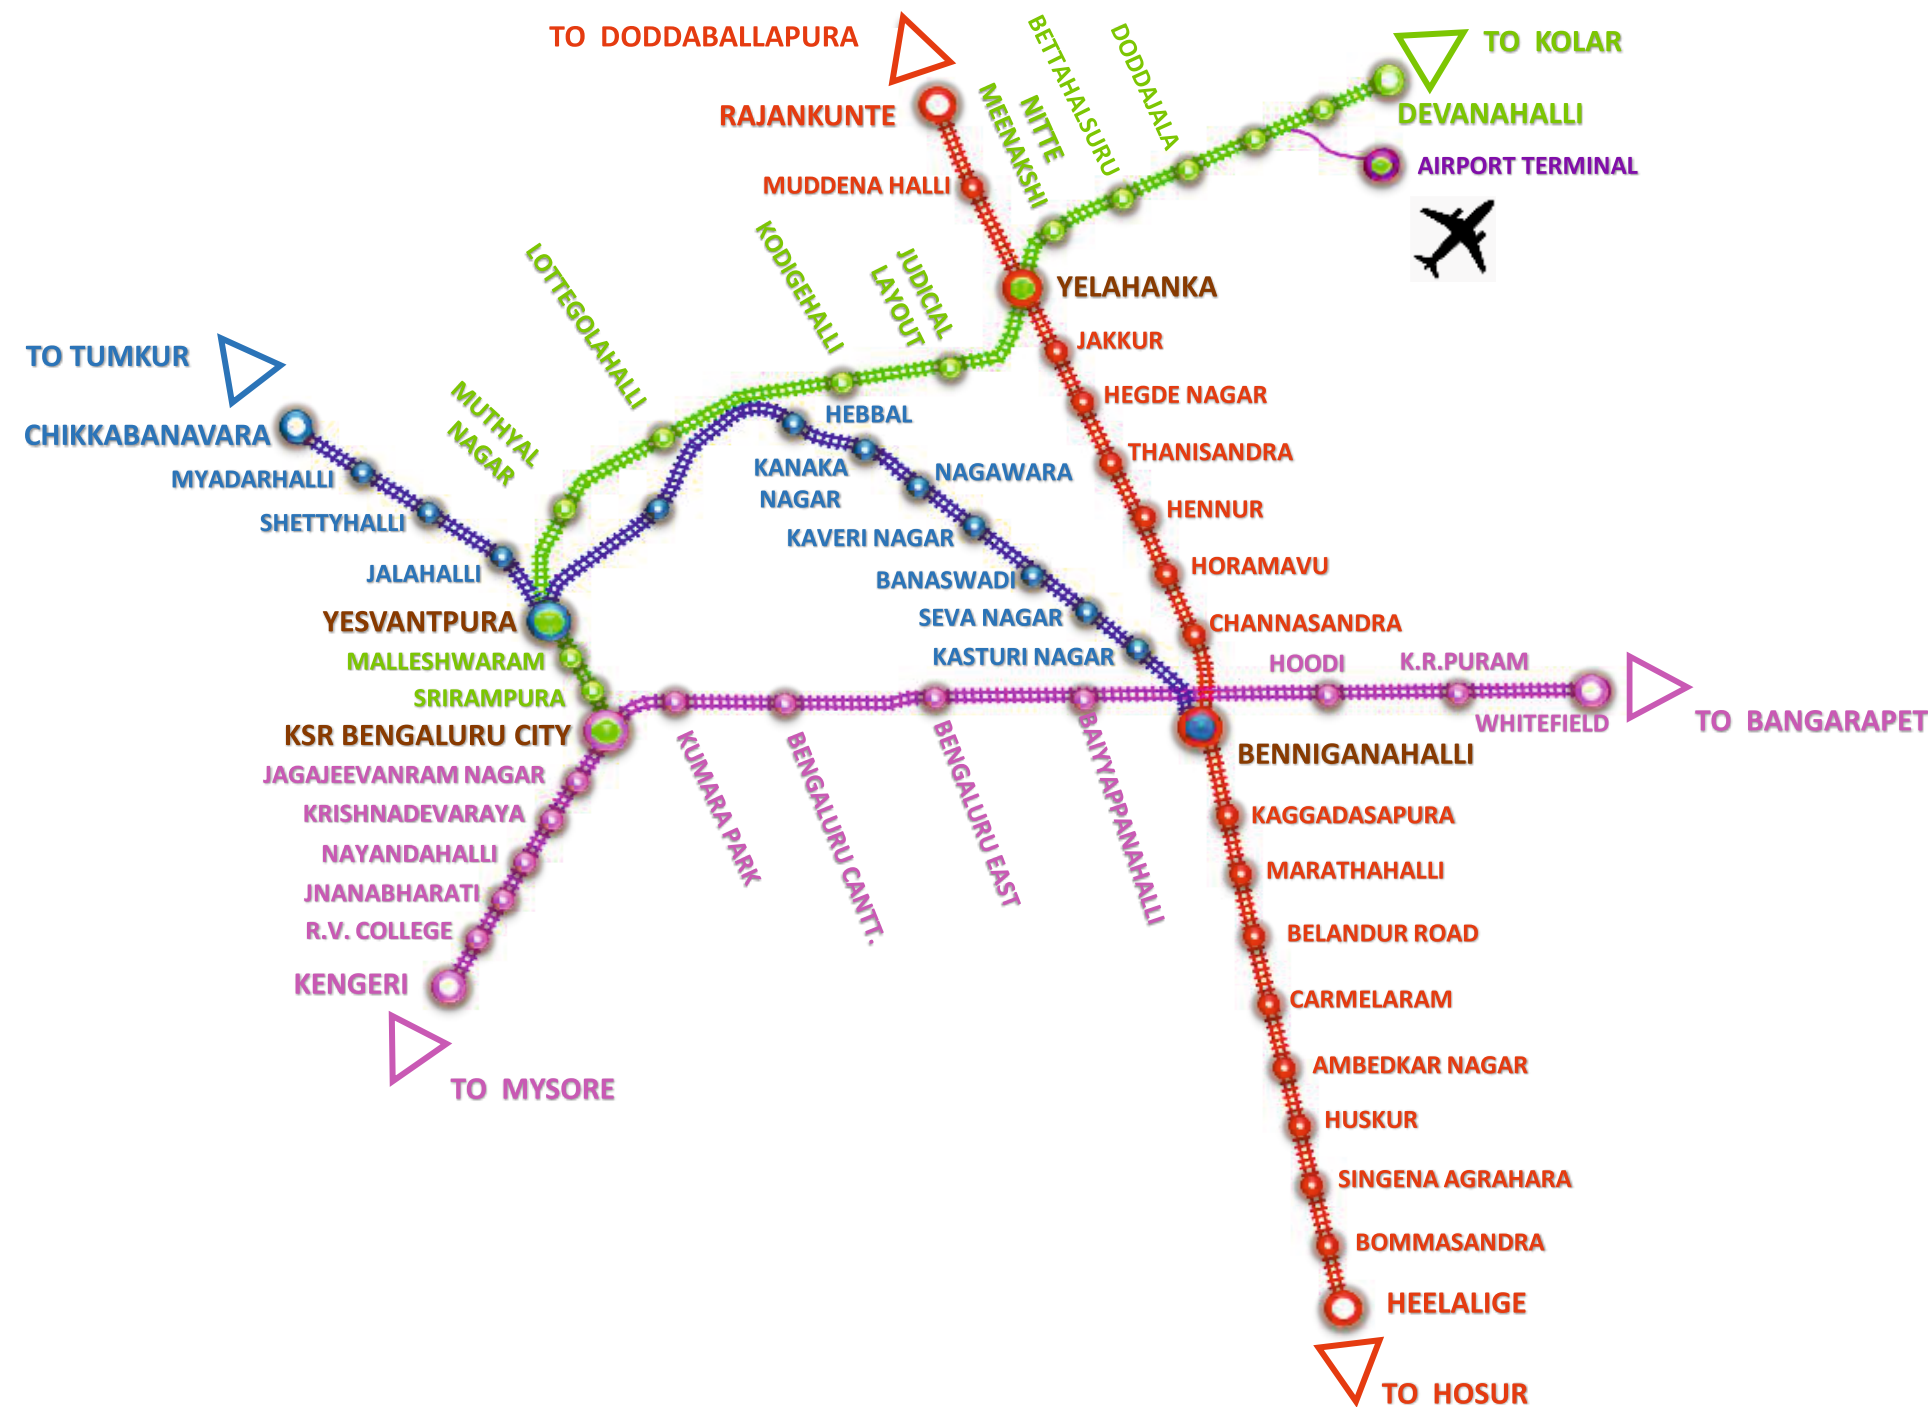 TO DODDABALLAPURA
RAJANKUNTE
MUDDENA HALLI
NITTE
MEENAKSHI
BETTAHALSURU
DODDAJALA
TO KOLAR
DEVANAHALLI
AIRPORT TERMINAL
YELAHANKA
JUDICIAL
LAYOUT
KODIGEHALLI
LOTTEGOLAHALLI
MUTHYAL
NAGAR
TO TUMKUR
CHIKKABANAVARA
MYADARHALLI
SHETTYHALLI
JALAHALLI
YESVANTPURA
MALLESHWARAM
SRIRAMPURA
KSR BENGALURU CITY
JAGAJEEVANRAM NAGAR
KRISHNADEVARAYA
NAYANDAHALLI
JNANABHARATI
R.V. COLLEGE
KENGERI
TO MYSORE
HEBBAL
KANAKA
NAGAR
NAGAWARA
KAVERI NAGAR
BANASWADI
SEVA NAGAR
KASTURI NAGAR
KUMARA PARK
BENGALURU CANTT.
BENGALURU EAST
BAIYYAPPANAHALLI
JAKKUR
HEGDE NAGAR
THANISANDRA
HENNUR
HORAMAVU
CHANNASANDRA
HOODI
K.R.PURAM
WHITEFIELD
TO BANGARAPET
BENNIGANAHALLI
KAGGADASAPURA
MARATHAHALLI
BELANDUR ROAD
CARMELARAM
AMBEDKAR NAGAR
HUSKUR
SINGENA AGRAHARA
BOMMASANDRA
HEELALIGE
TO HOSUR